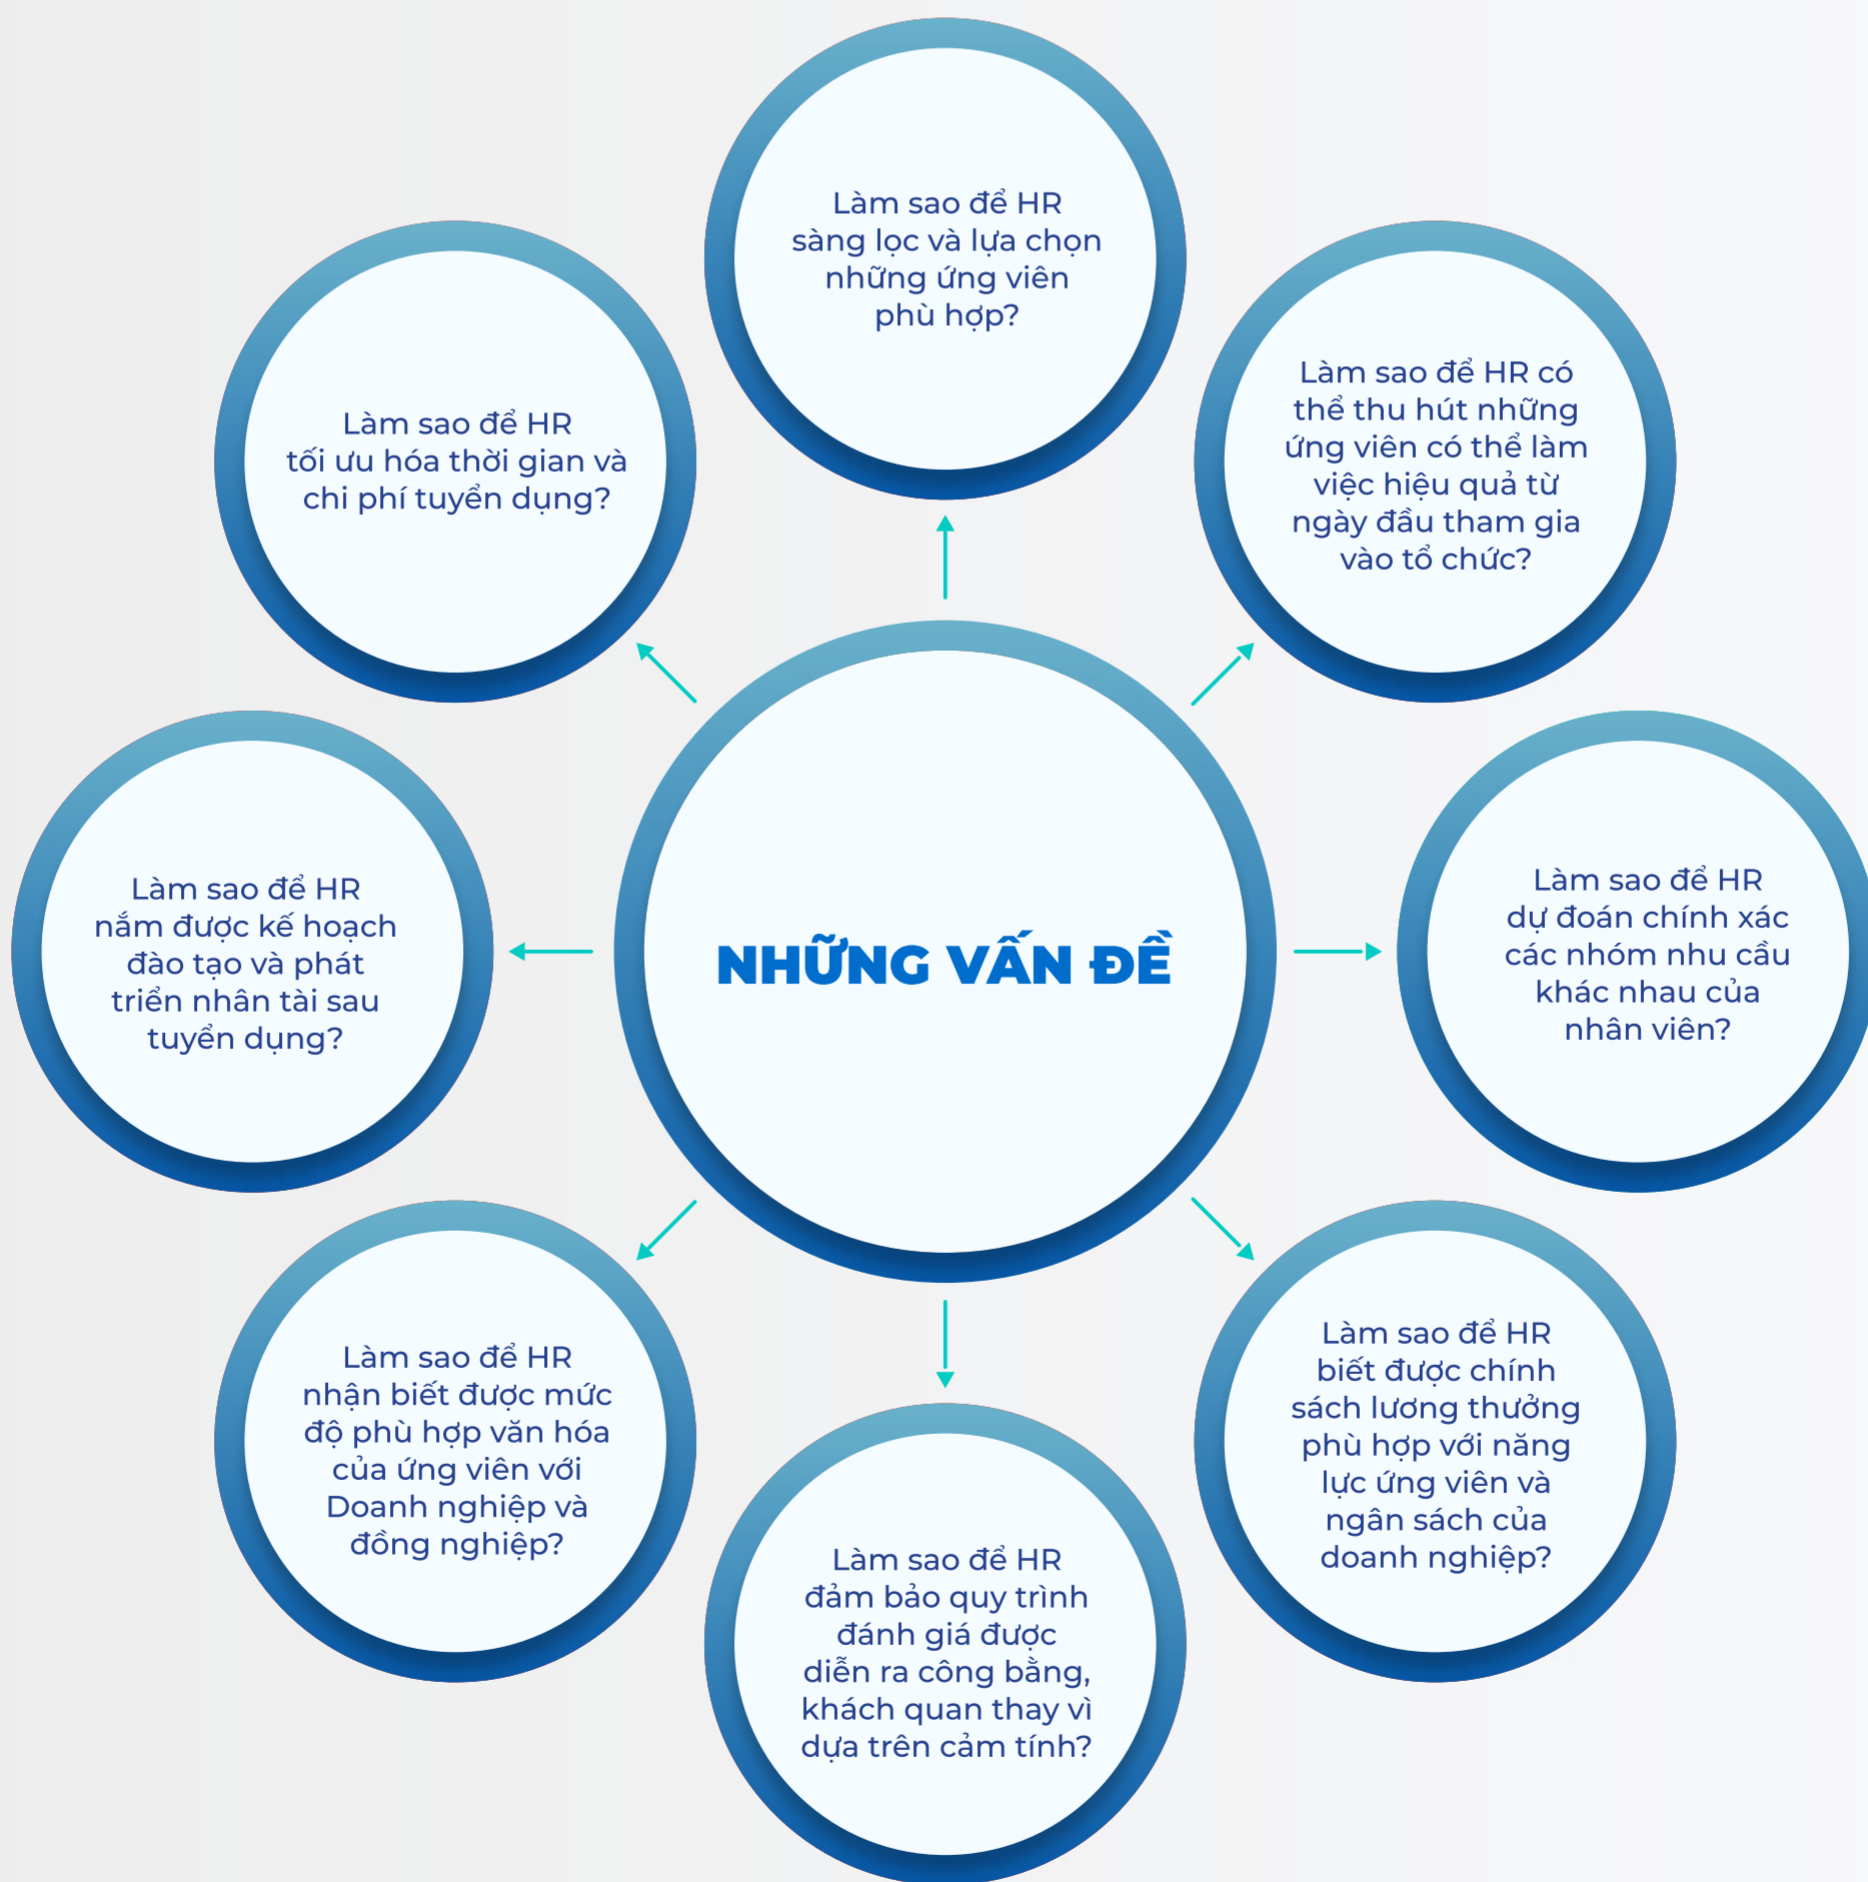 Làm sao để HR
sàng lọc và lựa chọn
những ứng viên
phù hợp?
Làm sao để HR có
thể thu hút những
ứng viên có thể làm
việc hiệu quả từ
ngày đầu tham gia
vào tổ chức?
Làm sao để HR
tối ưu hóa thời gian và
chi phí tuyển dụng?
Làm sao để HR
nắm được kế hoạch
đào tạo và phát
triển nhân tài sau
tuyển dụng?
NHỮNG VẤN ĐỀ
Làm sao để HR
dự đoán chính xác
các nhóm nhu cầu
khác nhau của
nhân viên?
Làm sao để HR
nhận biết được mức
độ phù hợp văn hóa
của ứng viên với
Doanh nghiệp và
đồng nghiệp?
Làm sao để HR
biết được chính
sách lương thưởng
phù hợp với năng
lực ứng viên và
ngân sách của
doanh nghiệp?
Làm sao để HR
đảm bảo quy trình
đánh giá được
diễn ra công bằng,
khách quan thay vì
dựa trên cảm tính?